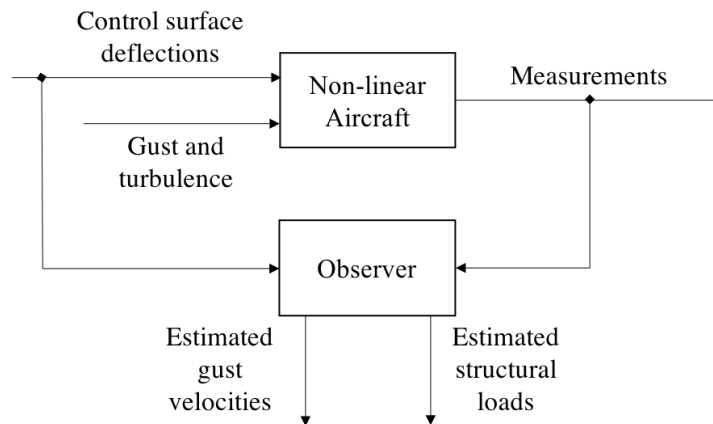 Control surface
deflections
Non-linear
Aircraft
Measurements
Gust and
turbulence
Observer
Estimated
gust
velocities
Estimated
structural
loads